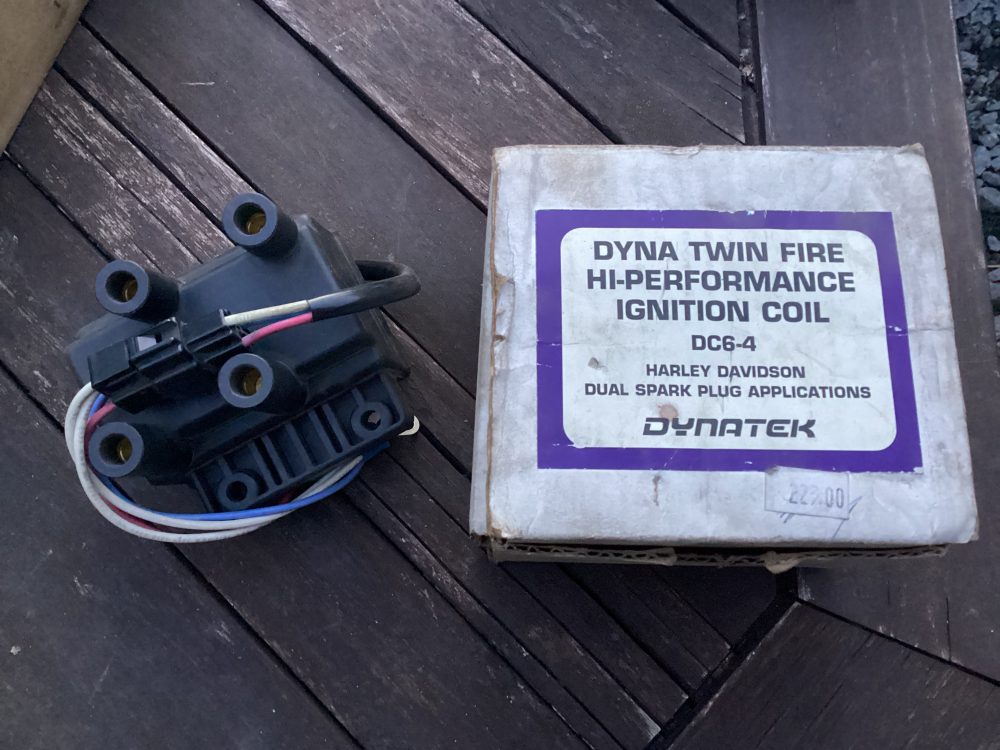 DYNA TWIN FIRE
HI-PERFORMANCE
IGNITION COIL
DC6-4
HARLEY DAVIDSON
DUAL SPARK PLUG APPLICATIONS
DYNATEK